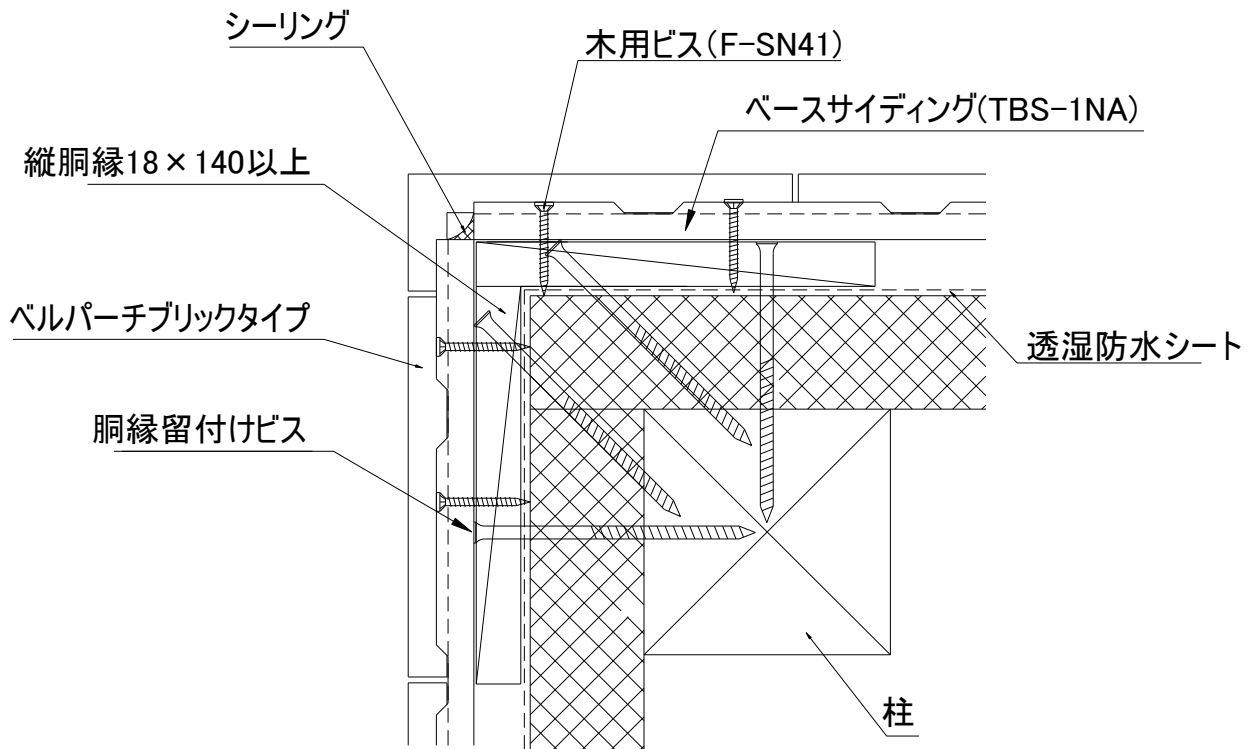 シーリング
木用ビス(F-SN41)
ベースサイディング(TBS-1NA)
縦胴縁18×140以上
ベルパーチブリックタイプ
透湿防水シート
胴縁留付けビス
柱